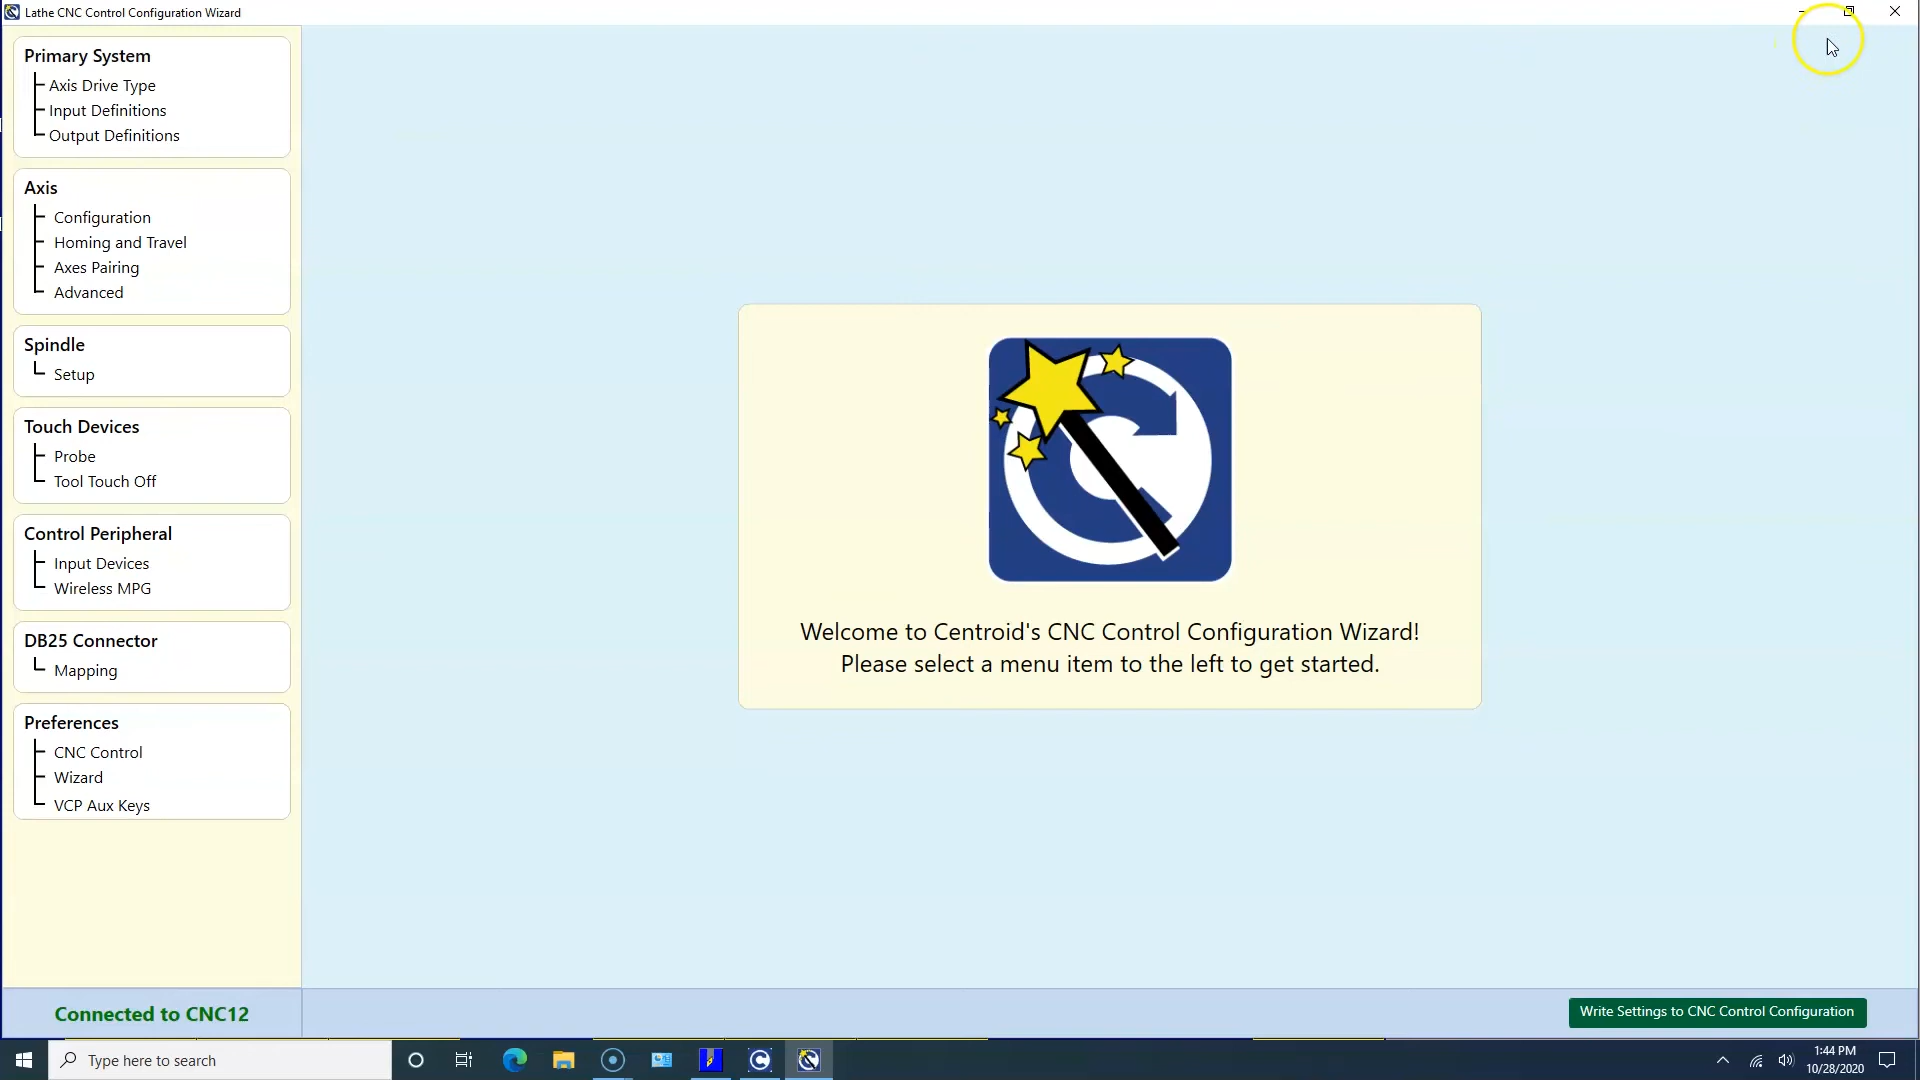 Lathe CNC Control Configuration Wizard
Primary System
Axis Drive Type
Input Definitions
Output Definitions
Axis
Configuration
Homing and Travel
Axes Pairing
Advanced
Spindle
Setup
Touch Devices
Probe
Tool Touch Off
Control Peripheral
Input Devices
Wireless MPG
DB25 Connector
Mapping
Preferences
CNC Control
Wizard
VCP Aux Keys
Welcome to Centroid's CNC Control Configuration Wizard!
Please select a menu item to the left to get started.
Connected to CNC12
Write Settings to CNC Control Configuration
Type here to search
1:44 PM
10/28/2020